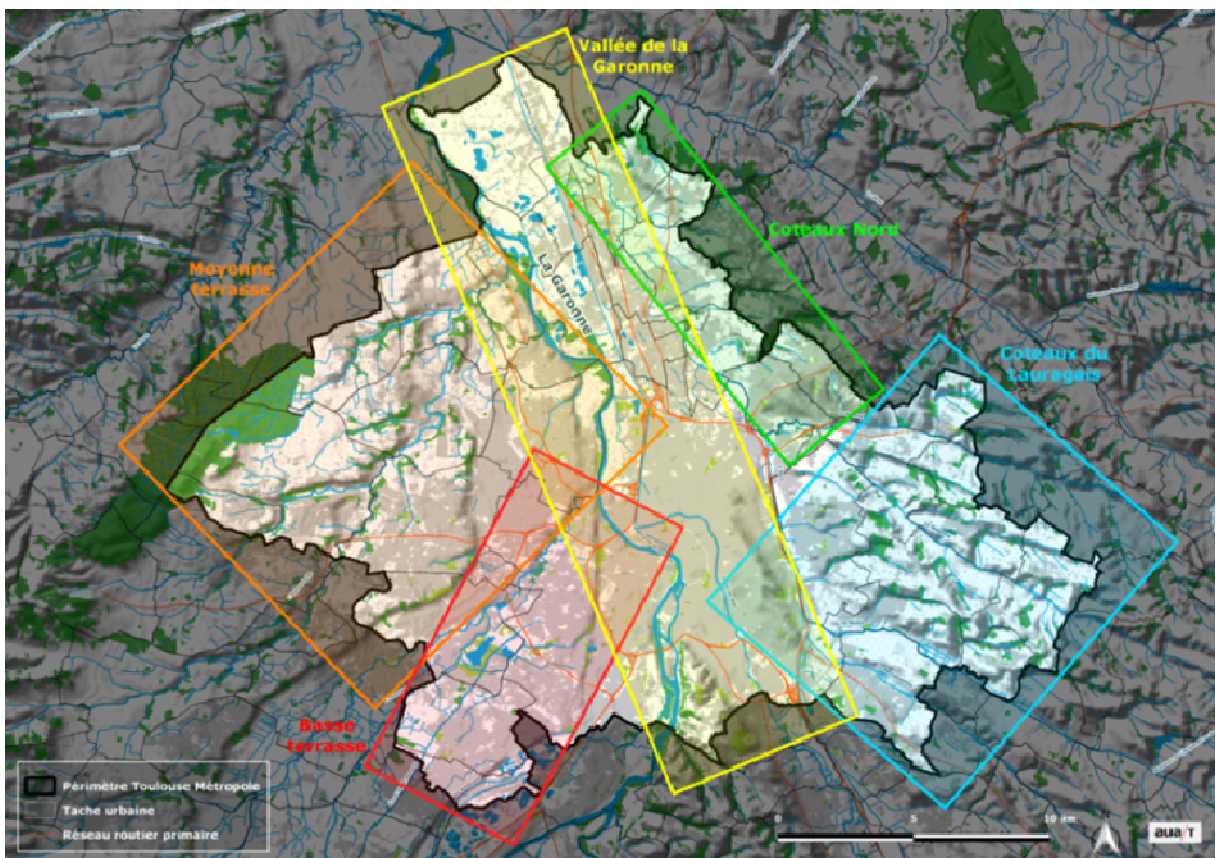 Vallée de la
Garonne
Coteaux Nord
Moyenne
terrasse
La Garonne
Coteaux du
Lauragais
Basse
terrasse
Périmètre Toulouse Métropole
Tache urbaine
Réseau routier primaire
0
5
10 km
aua/T